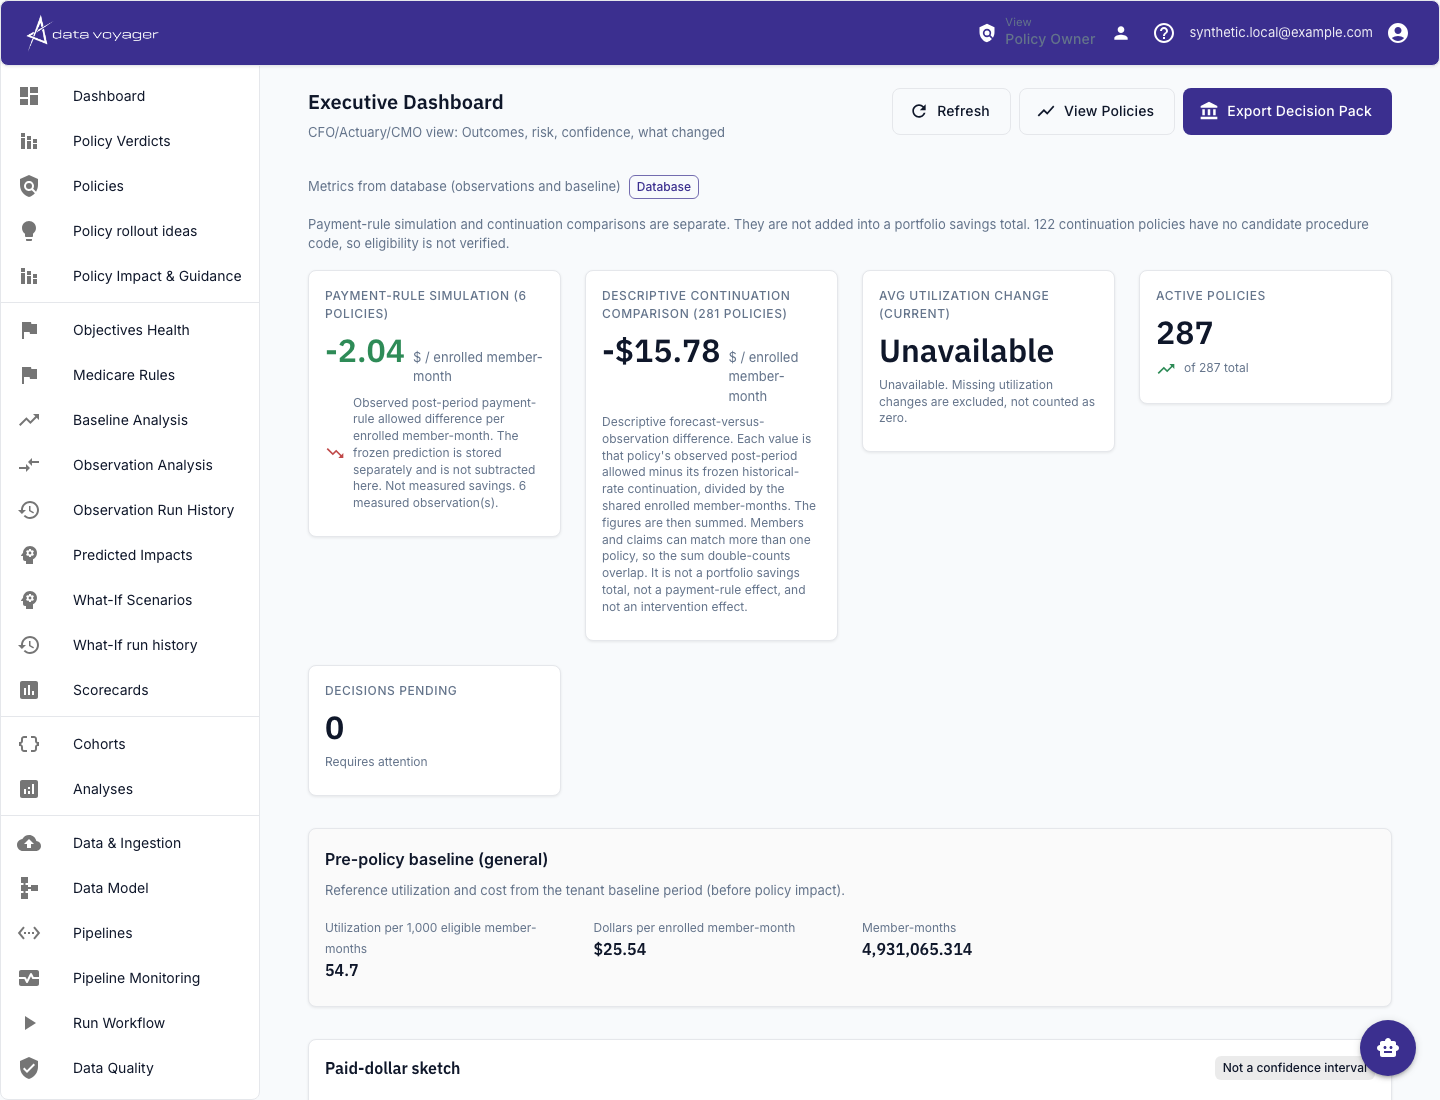 data voyager
View
Policy Owner
synthetic.local@example.com
Dashboard
Policy Verdicts
Policies
Policy rollout ideas
Policy Impact & Guidance
Objectives Health
Medicare Rules
Baseline Analysis
Observation Analysis
Observation Run History
Predicted Impacts
What-If Scenarios
What-If run history
Scorecards
Cohorts
Analyses
Data & Ingestion
Data Model
Pipelines
Pipeline Monitoring
Run Workflow
Data Quality
Executive Dashboard
CFO/Actuary/CMO view: Outcomes, risk, confidence, what changed
Refresh
View Policies
Export Decision Pack
Metrics from database (observations and baseline)
Database
Payment-rule simulation and continuation comparisons are separate. They are not added into a portfolio savings total. 122 continuation policies have no candidate procedure
code, so eligibility is not verified.
PAYMENT-RULE SIMULATION (6
POLICIES)
-2.04
$ / enrolled member-
month
Observed post-period payment-
rule allowed difference per
enrolled member-month. The
frozen prediction is stored
separately and is not subtracted
here. Not measured savings. 6
measured observation(s).
DESCRIPTIVE CONTINUATION
COMPARISON (281 POLICIES)
-$15.78
$ / enrolled
member-
month
Descriptive forecast-versus-
observation difference. Each value is
that policy's observed post-period
allowed minus its frozen historical-
rate continuation, divided by the
shared enrolled member-months. The
figures are then summed. Members
and claims can match more than one
policy, so the sum double-counts
overlap. It is not a portfolio savings
total, not a payment-rule effect, and
not an intervention effect.
AVG UTILIZATION CHANGE
(CURRENT)
Unavailable
Unavailable. Missing utilization
changes are excluded, not counted as
zero.
ACTIVE POLICIES
287
of 287 total
DECISIONS PENDING
0
Requires attention
Pre-policy baseline (general)
Reference utilization and cost from the tenant baseline period (before policy impact).
Utilization per 1,000 eligible member-
months
54.7
Dollars per enrolled member-month
$25.54
Member-months
4,931,065.314
Paid-dollar sketch
Not a confidence interval